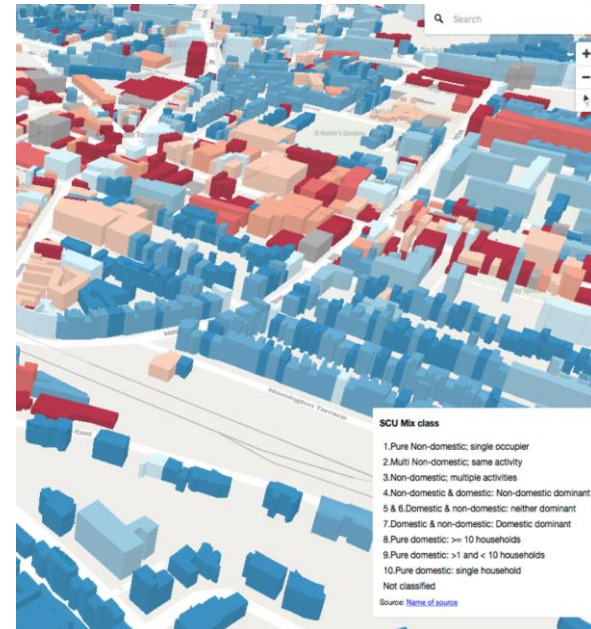 Search
St Martin's Gardens
Mornington Terrace
East
SCU Mix class
1.Pure Non-domestic; single occupier
2.Multi Non-domestic; same activity
3.Non-domestic; multiple activities
4.Non-domestic & domestic: Non-domestic dominant
5 & 6.Domestic & non-domestic: neither dominant
7.Domestic & non-domestic: Domestic dominant
8.Pure domestic: >= 10 households
9.Pure domestic: >1 and < 10 households
10.Pure domestic: single household
Not classified
Source: Name of source